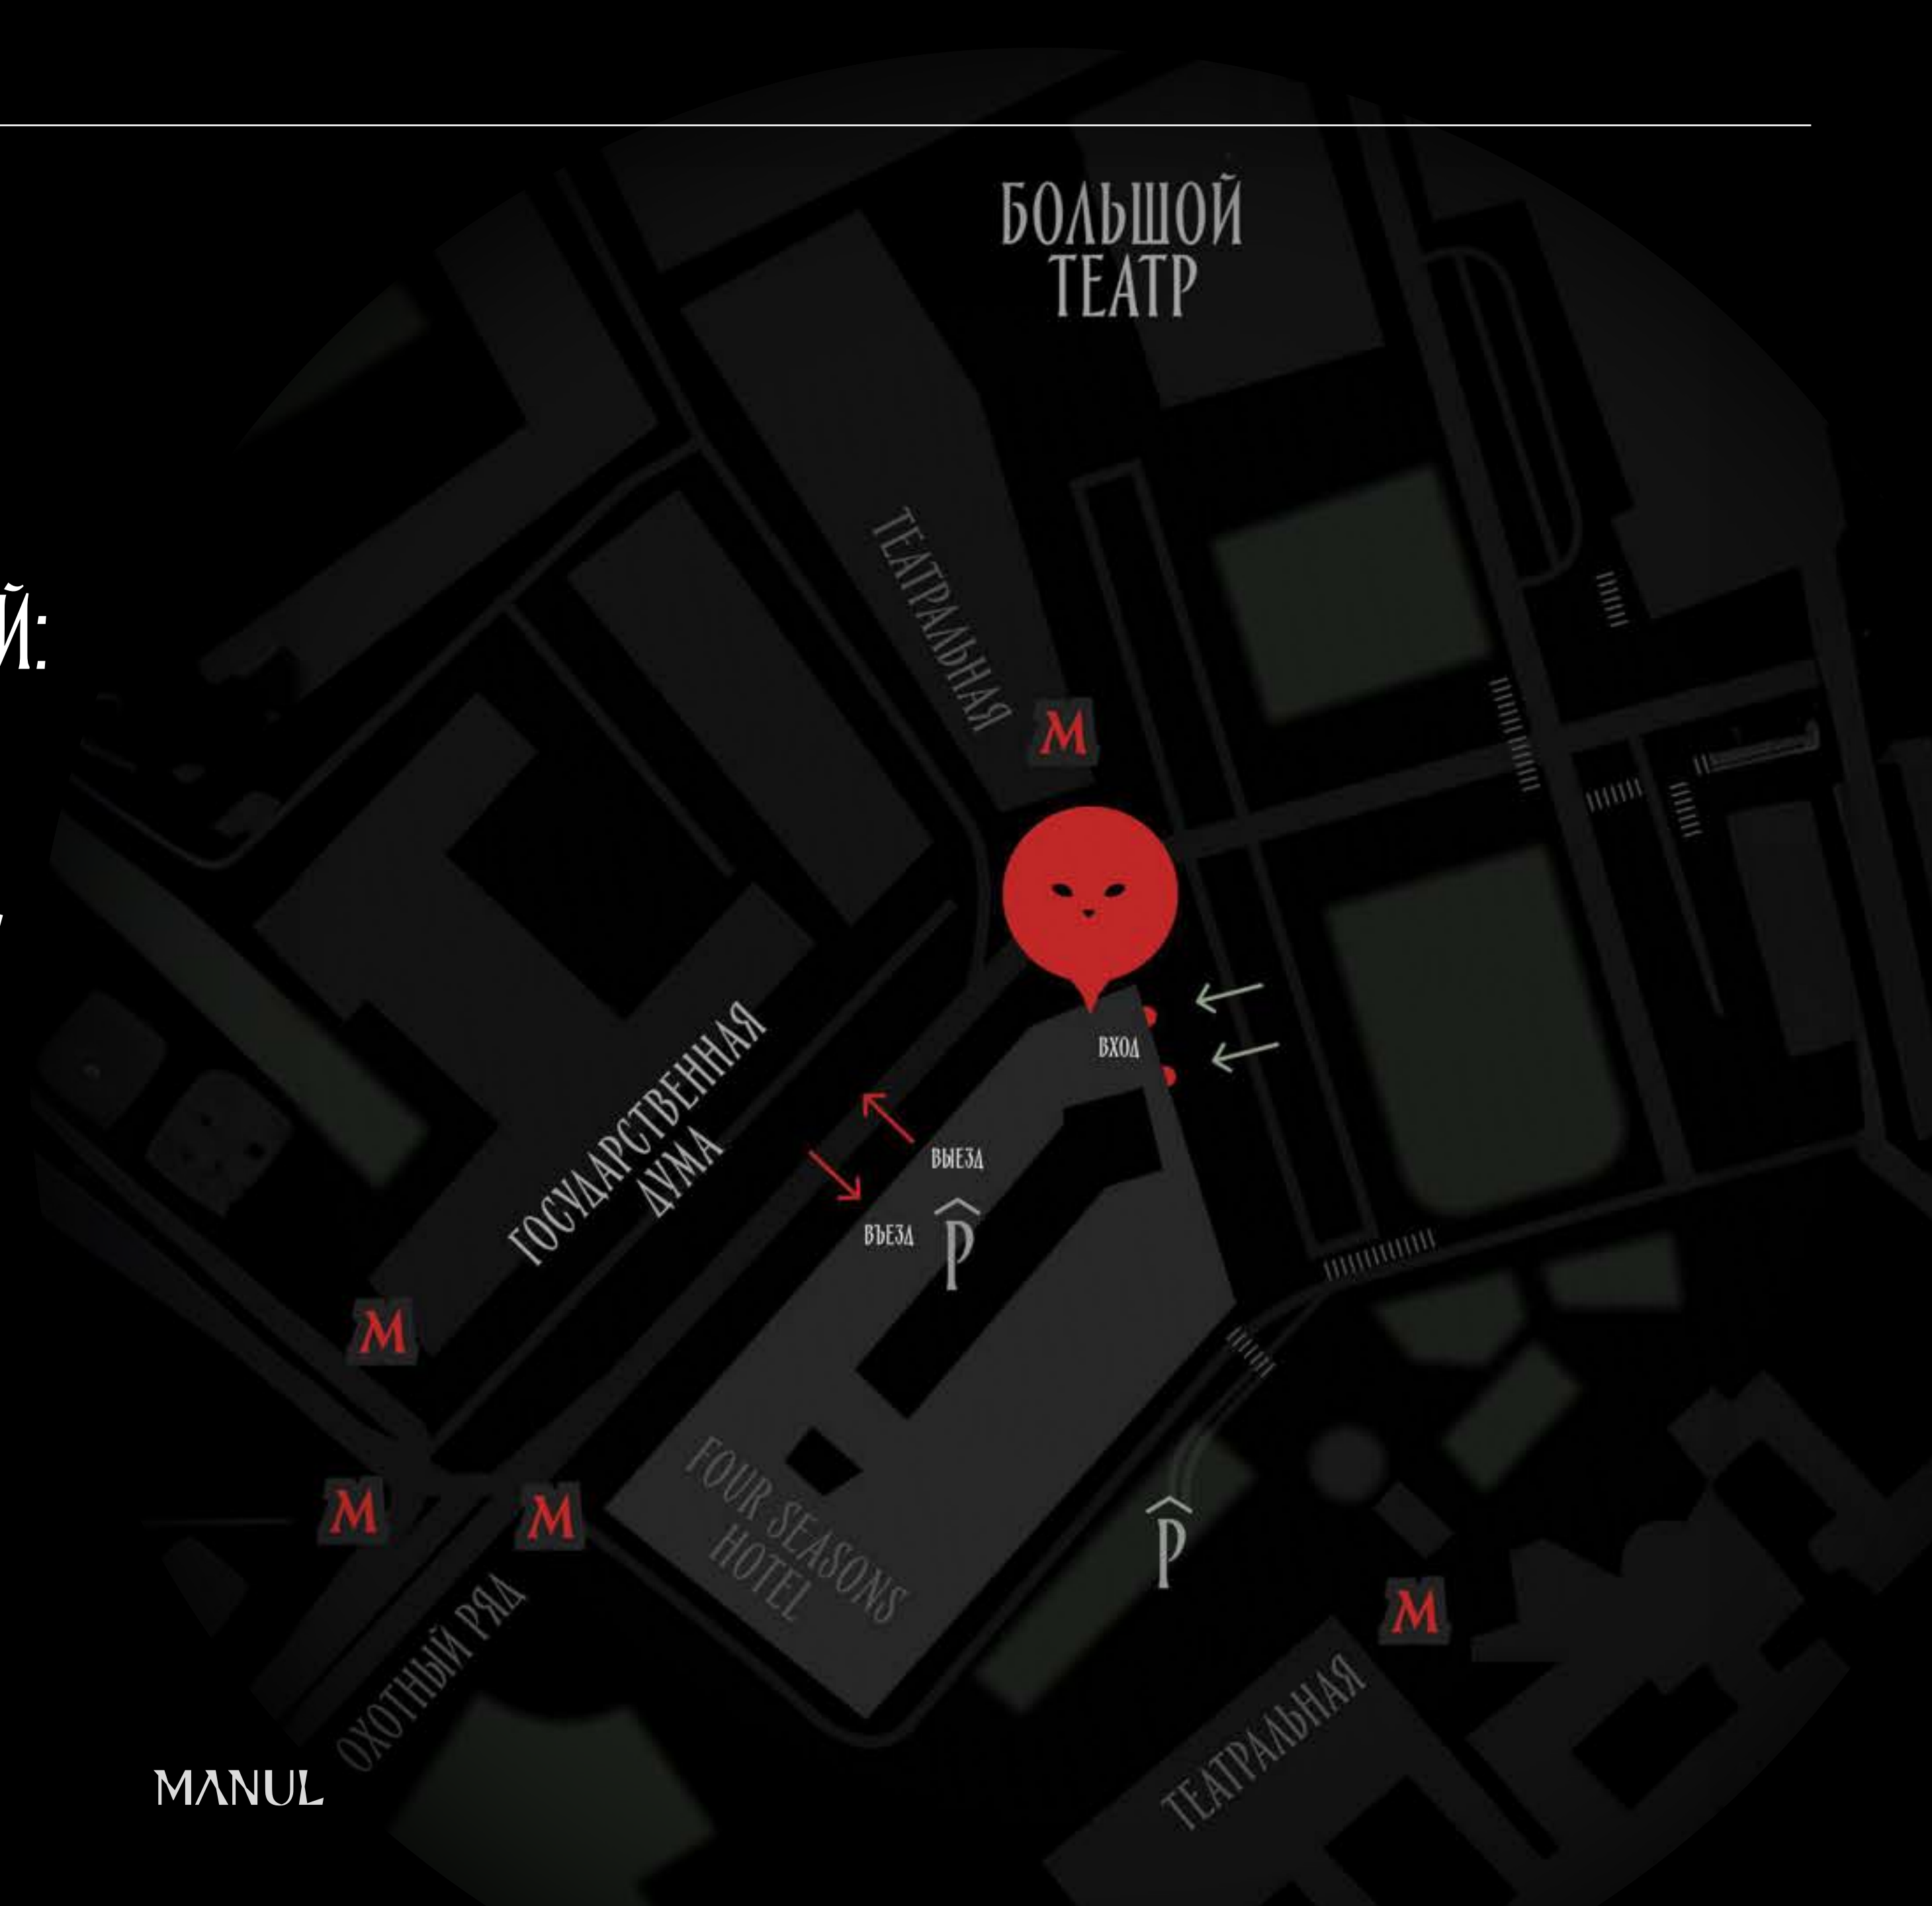 БОЛЬШОЙ
ТЕАТР
ТЕАТРАЛЬНАЯ
М
Й:
ВХОД
ГОСУДАРСТВЕННАЯ
ДУМА
ВЫЕЗД
ВЪЕЗД
P
М
М
М
FOUR SEASONS
HOTEL
P
М
ОХОТНЫЙ РЯД
ТЕАТРАЛЬНАЯ
MANUL